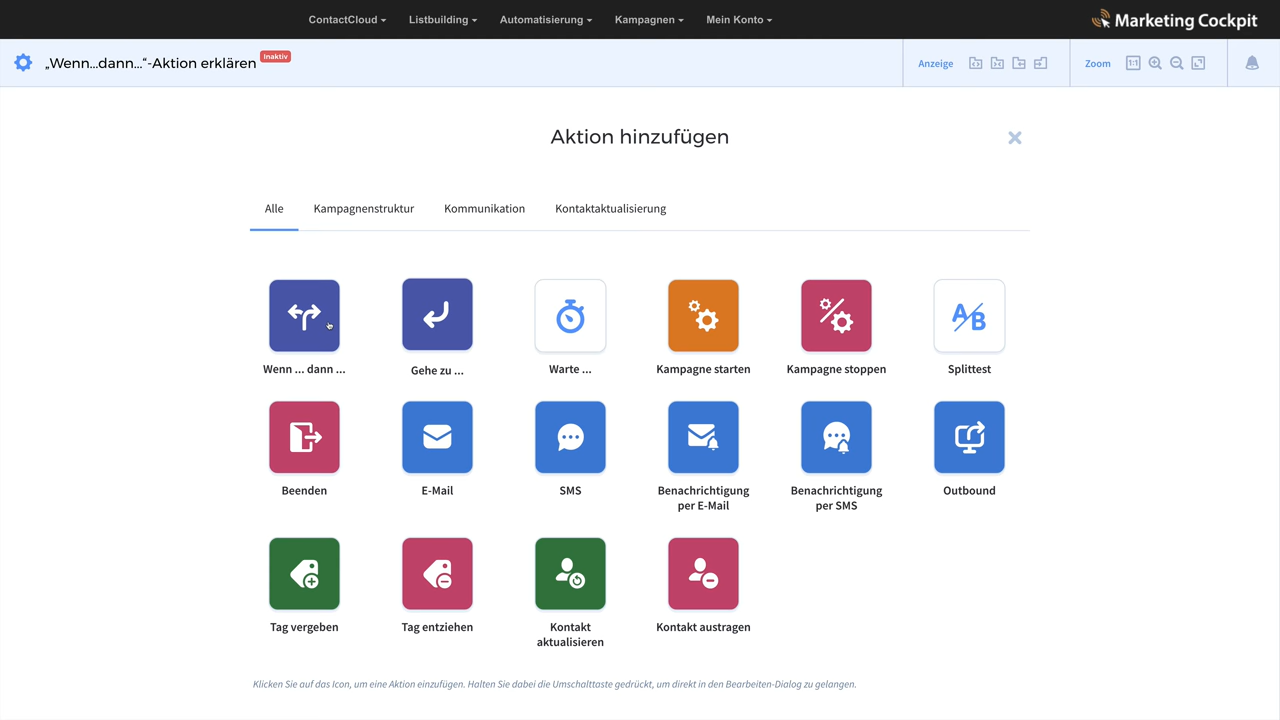 ContactCloud Listbuilding Automatisierung Kampagnen Mein Konto Marketing Cockpit
„Wenn...dann...“-Aktion erklären Inaktiv Anzeige Zoom 1:1
Aktion hinzufügen
Alle Kampagnenstruktur Kommunikation Kontaktaktualisierung
A/B
Wenn ... dann ... Gehe zu ... Warte ... Kampagne starten Kampagne stoppen Splittest
Beenden E-Mail SMS Benachrichtigung Benachrichtigung Outbound
per E-Mail per SMS
Tag vergeben Tag entziehen Kontakt Kontakt austragen
aktualisieren
Klicken Sie auf das Icon, um eine Aktion einzufügen. Halten Sie dabei die Umschalttaste gedrückt, um direkt in den Bearbeiten-Dialog zu gelangen.